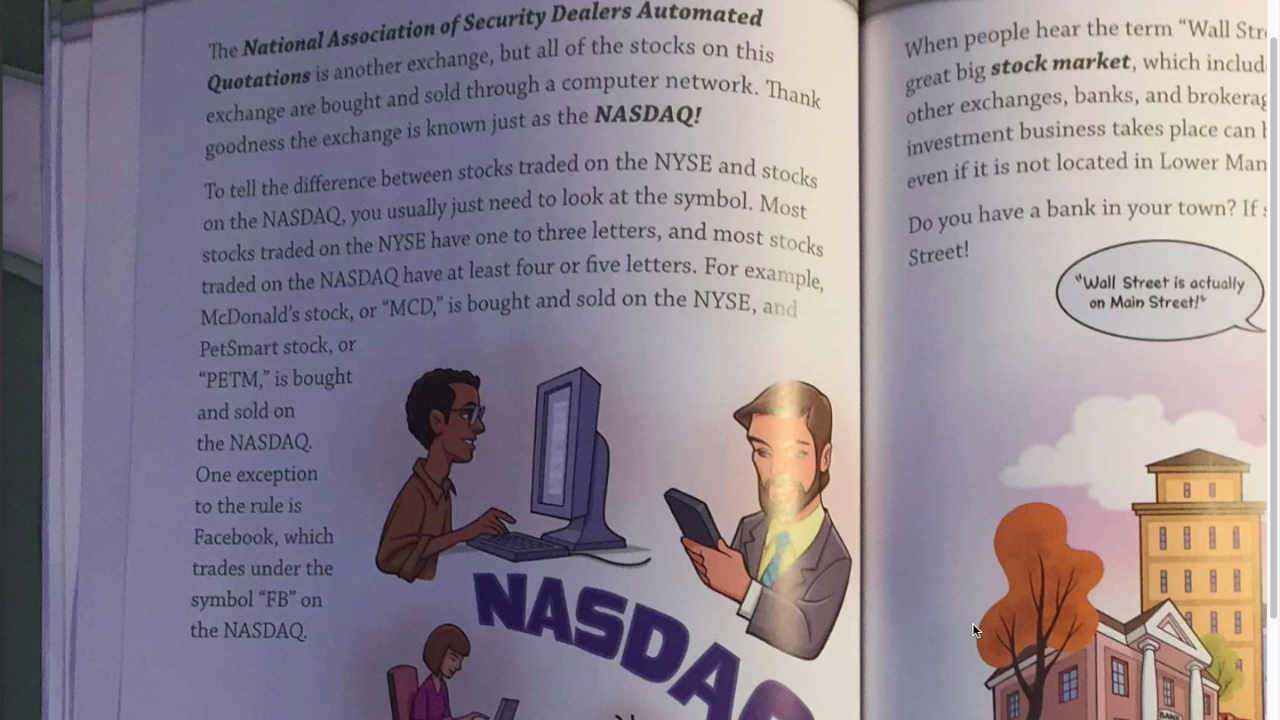 The National Association of Security Dealers Automated
Quotations is another exchange, but all of the stocks on this
exchange are bought and sold through a computer network. Thank
goodness the exchange is known just as the NASDAQ!
To tell the difference between stocks traded on the NYSE and stocks
on the NASDAQ, you usually just need to look at the symbol. Most
stocks traded on the NYSE have one to three letters, and most stocks
traded on the NASDAQ have at least four or five letters. For example,
McDonald's stock, or “MCD,” is bought and sold on the NYSE, and
PetSmart stock, or
“PETM,” is bought
and sold on
the NASDAQ.
One exception
to the rule is
Facebook, which
trades under the
symbol “FB” on
the NASDAQ.
NASDAQ
When people hear the term “Wall
great big stock market, which
other exchanges, banks, and
investment business takes place can
even if it is not located in Lower
Do you have a bank in your town? If
Street!
"Wall Street is actually
on Main Street!"
BANK